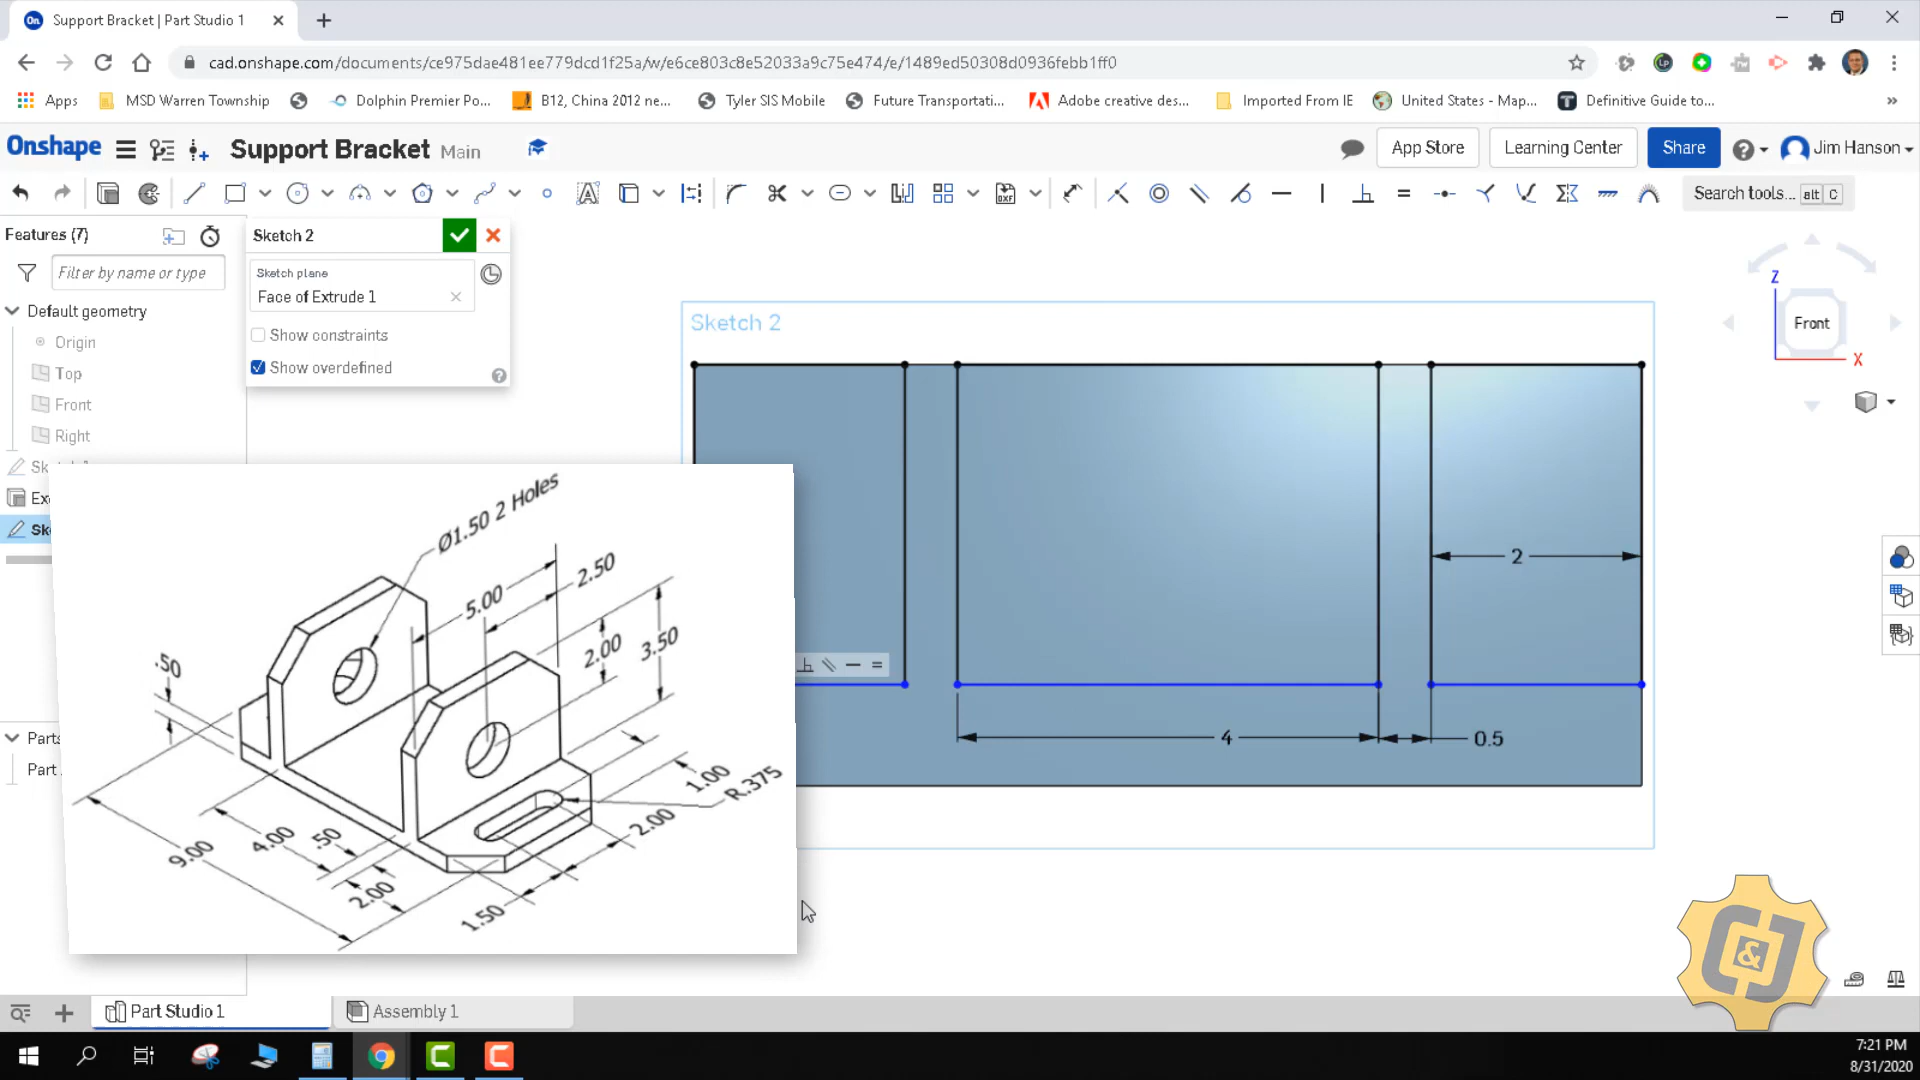 Support Bracket | Part Studio 1
cad.onshape.com/documents/ce975dae481ee779dcd1f25a/w/e6ce803c8e52033a9c75e474/e/1489ed50308d0936febb1ff0
Apps MSD Warren Township Dolphin Premier Po... B12, China 2012 ne... Tyler SIS Mobile Future Transportati... Adobe creative des... Imported From IE United States - Map... Definitive Guide to... »
Onshape Support Bracket Main App Store Learning Center Share Jim Hanson
Search tools... alt C
Features (7)
Filter by name or type
Default geometry
Origin
Top
Front
Right
Sk
Ex
Sk
Parts
Part
Sketch 2
Sketch plane
Face of Extrude 1
Show constraints
Show overdefined
Sketch 2
2
4
0.5
Z
Front
X
Ø1.50 2 Holes
5.00
2.50
2.00
3.50
.50
9.00
4.00
.50
2.00
1.50
2.00
1.00
R.375
C&J
Part Studio 1
Assembly 1
7:21 PM
8/31/2020